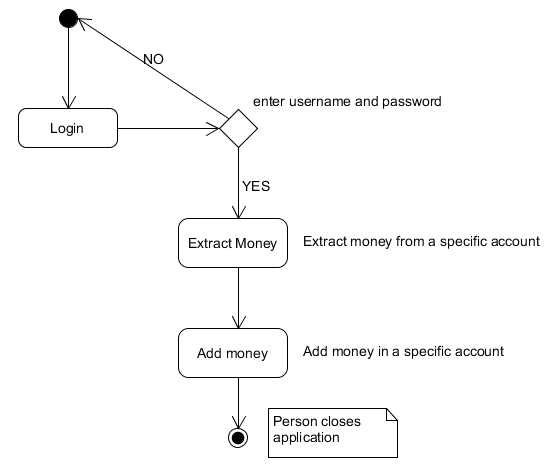 NO
enter username and password
Login
YES
Extract Money
Extract money from a specific account
Add money
Add money in a specific account
Person closes
application